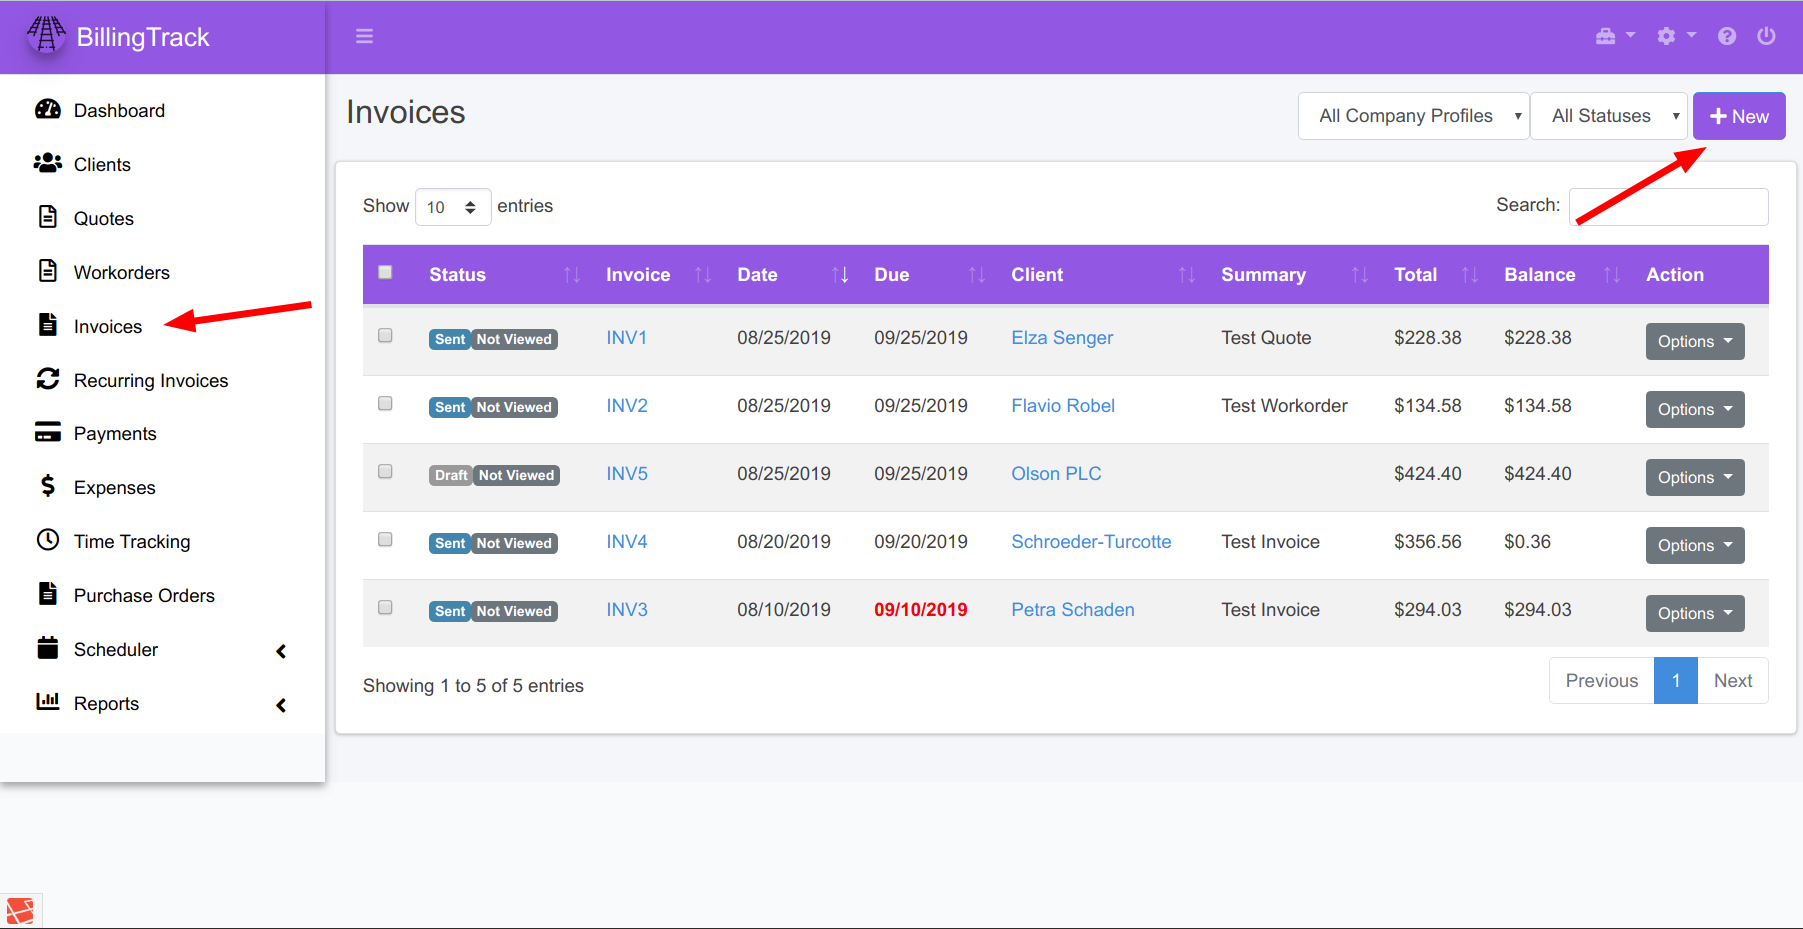 BillingTrack
Dashboard
Clients
Quotes
Workorders
Invoices
Recurring Invoices
Payments
Expenses
Time Tracking
Purchase Orders
Scheduler
Reports
Invoices
All Company Profiles All Statuses New
Show 10 entries Search:
Status Invoice Date Due Client Summary Total Balance Action
Sent Not Viewed INV1 08/25/2019 09/25/2019 Elza Senger Test Quote $228.38 $228.38 Options
Sent Not Viewed INV2 08/25/2019 09/25/2019 Flavio Robel Test Workorder $134.58 $134.58 Options
Draft Not Viewed INV5 08/25/2019 09/25/2019 Olson PLC $424.40 $424.40 Options
Sent Not Viewed INV4 08/20/2019 09/20/2019 Schroeder-Turcotte Test Invoice $356.56 $0.36 Options
Sent Not Viewed INV3 08/10/2019 09/10/2019 Petra Schaden Test Invoice $294.03 $294.03 Options
Showing 1 to 5 of 5 entries Previous 1 Next